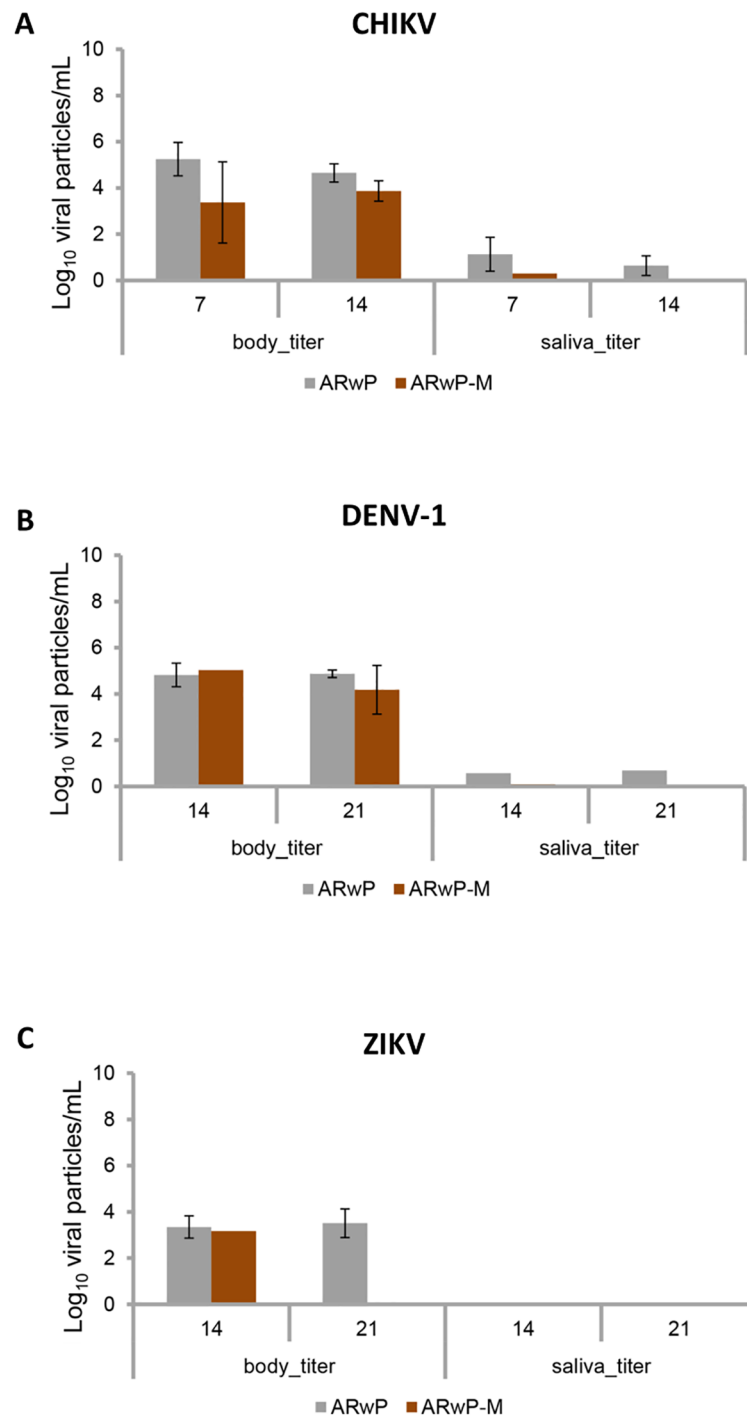 A
CHIKV
Log10 viral particles/mL
10
8
6
4
2
0
7 14 7 14
body_titer saliva_titer
ARwP ARwP-M
B
DENV-1
Log10 viral particles/mL
10
8
6
4
2
0
14 21 14 21
body_titer saliva_titer
ARwP ARwP-M
C
ZIKV
Log10 viral particles/mL
10
8
6
4
2
0
14 21 14 21
body_titer saliva_titer
ARwP ARwP-M